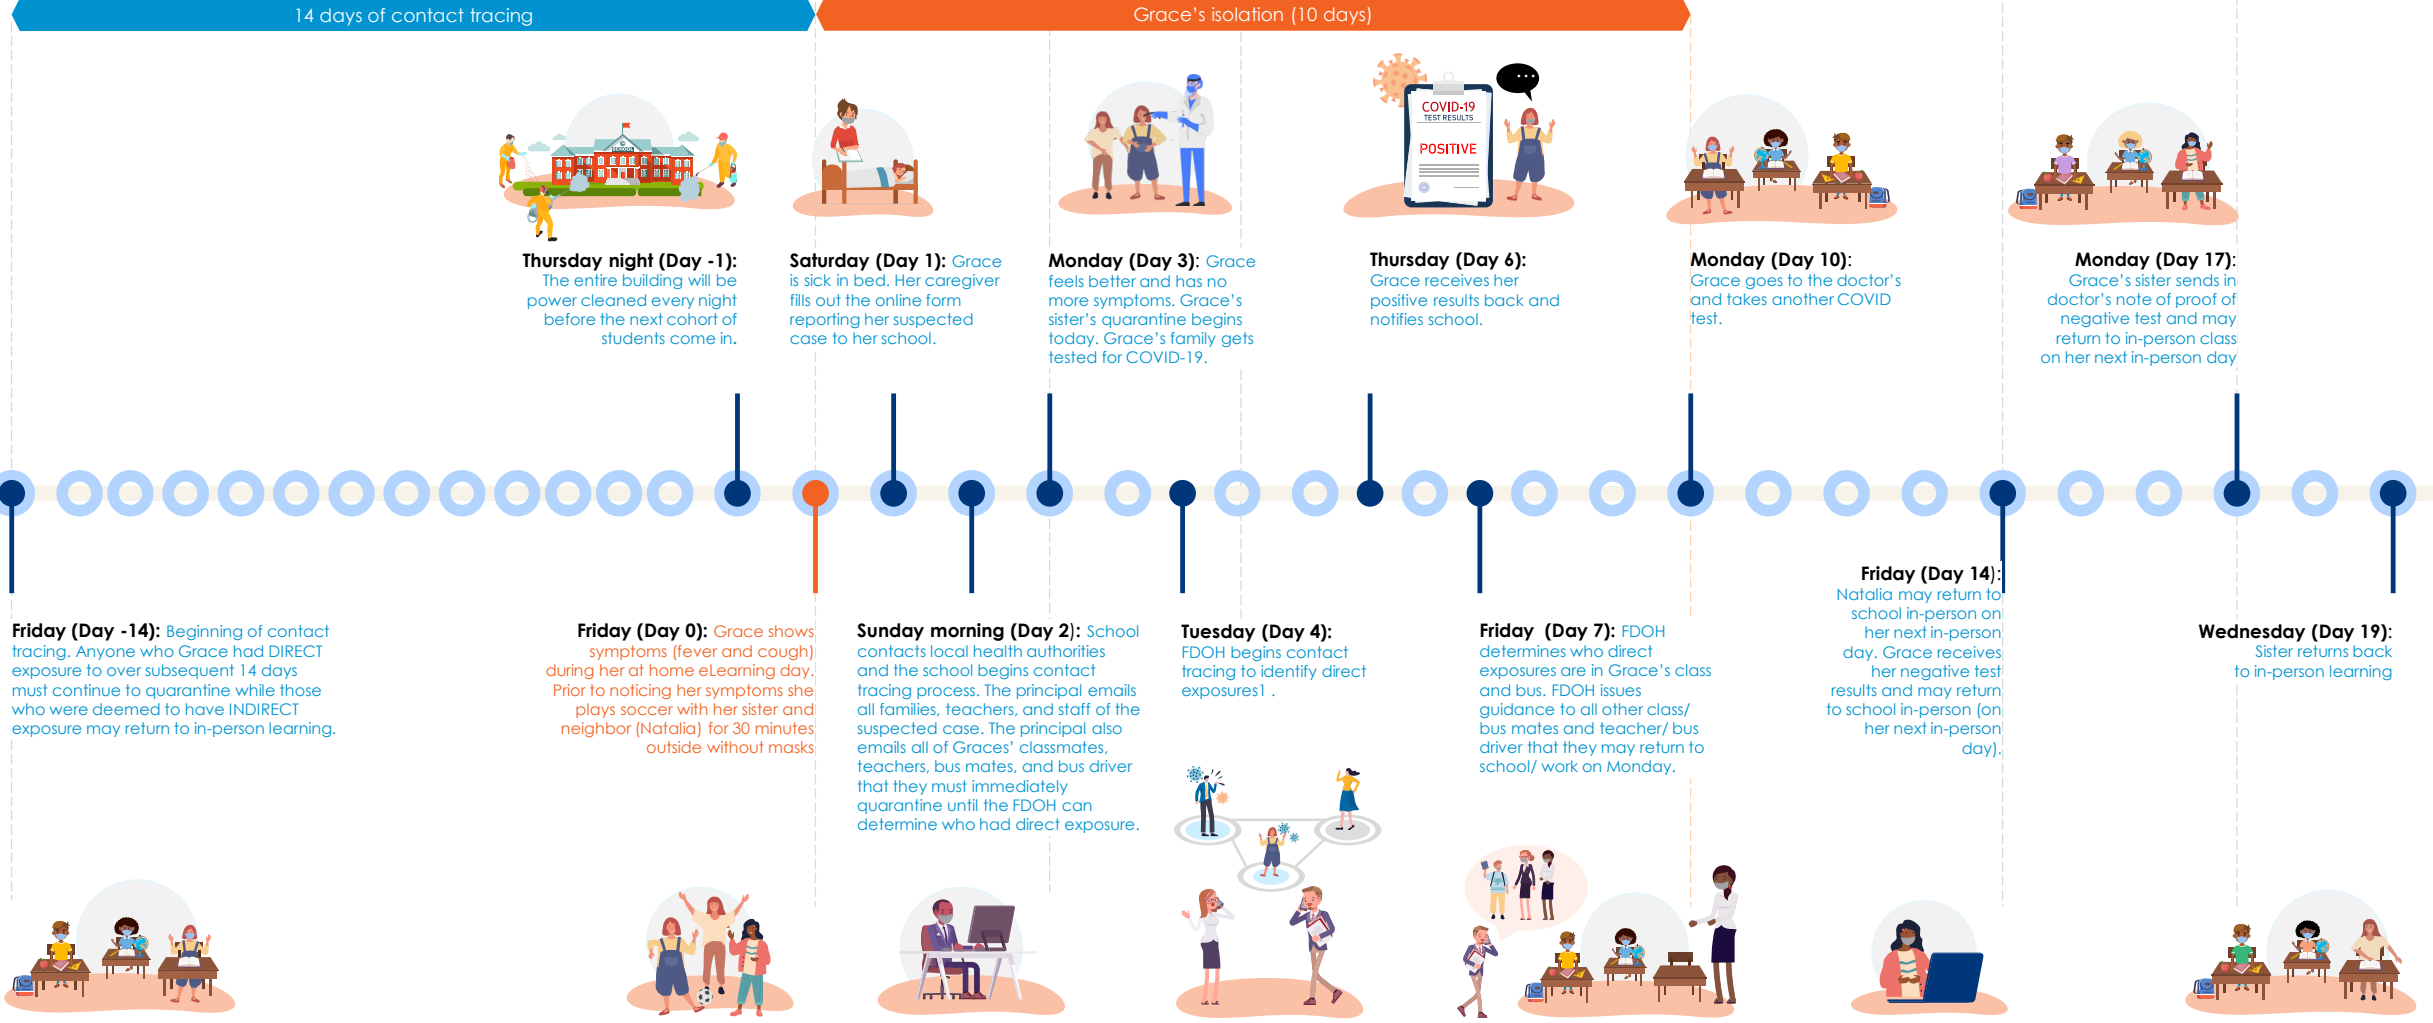 14 days of contact tracing
Grace's isolation (10 days)
SCHOOL
COVID-19
TEST RESULTS
POSITIVE
Thursday night (Day -1):
The entire building will be
power cleaned every night
before the next cohort of
students come in.
Saturday (Day 1): Grace
is sick in bed. Her caregiver
fills out the online form
reporting her suspected
case to her school.
Monday (Day 3): Grace
feels better and has no
more symptoms. Grace's
sister's quarantine begins
today. Grace's family gets
tested for COVID-19.
Thursday (Day 6):
Grace receives her
positive results back and
notifies school.
Monday (Day 10):
Grace goes to the doctor's
and takes another COVID
test.
Monday (Day 17):
Grace's sister sends in
doctor's note of proof of
negative test and may
return to in-person class
on her next in-person day
Friday (Day -14): Beginning of contact
tracing. Anyone who Grace had DIRECT
exposure to over subsequent 14 days
must continue to quarantine while those
who were deemed to have INDIRECT
exposure may return to in-person learning.
Friday (Day 0): Grace shows
symptoms (fever and cough)
during her at home eLearning day.
Prior to noticing her symptoms she
plays soccer with her sister and
neighbor (Natalia) for 30 minutes
outside without masks
Sunday morning (Day 2): School
contacts local health authorities
and the school begins contact
tracing process. The principal emails
all families, teachers, and staff of the
suspected case. The principal also
emails all of Graces' classmates,
teachers, bus mates, and bus driver
that they must immediately
quarantine until the FDOH can
determine who had direct exposure.
Tuesday (Day 4):
FDOH begins contact
tracing to identify direct
exposures1 .
Friday (Day 7): FDOH
determines who direct
exposures are in Grace's class
and bus. FDOH issues
guidance to all other class/
bus mates and teacher/ bus
driver that they may return to
school/ work on Monday.
Friday (Day 14):
Natalia may return to
school in-person on
her next in-person
day. Grace receives
her negative test
results and may return
to school in-person (on
her next in-person
day).
Wednesday (Day 19):
Sister returns back
to in-person learning